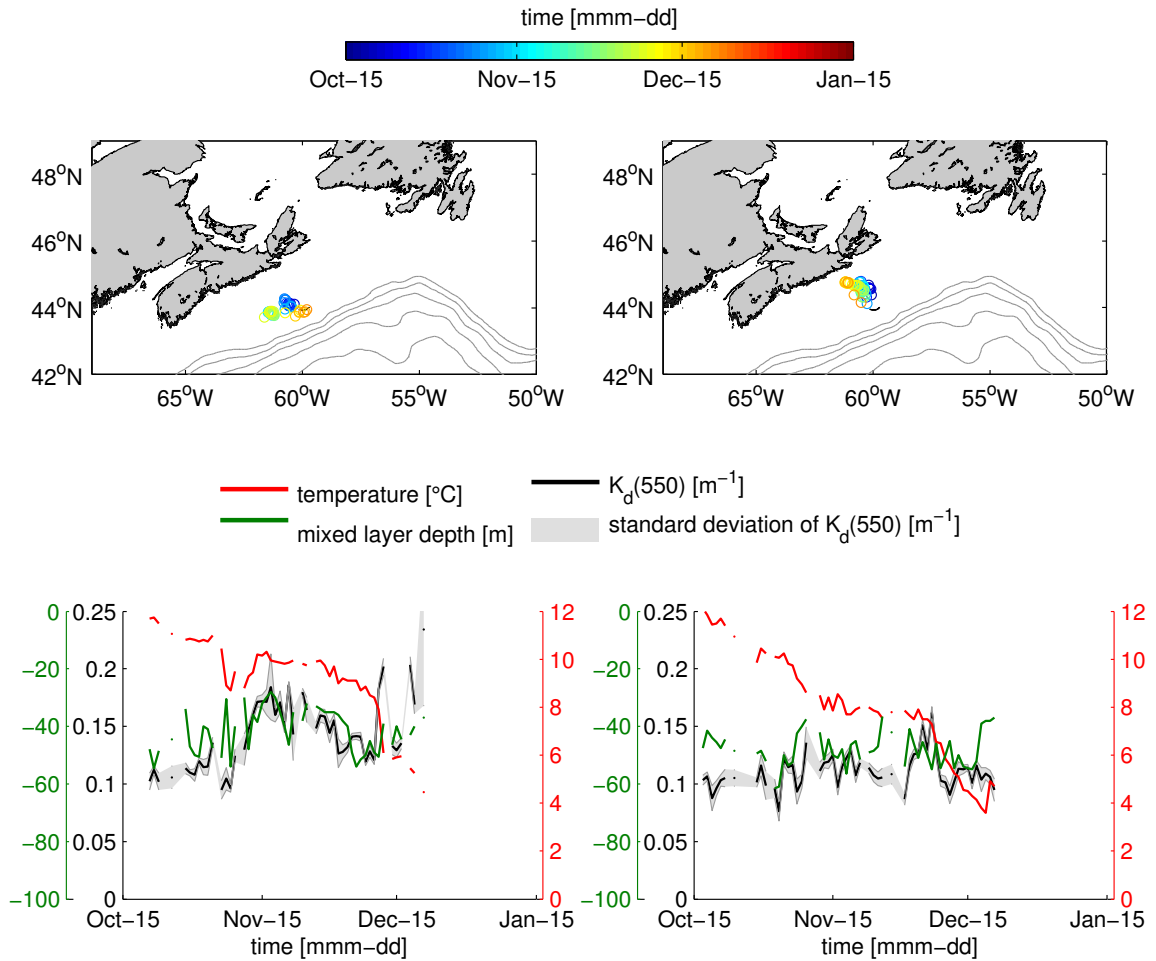 time [mmm−dd]
Oct−15 Nov−15 Dec−15 Jan−15
48°N
46°N
44°N
42°N
65°W 60°W 55°W 50°W
48°N
46°N
44°N
42°N
65°W 60°W 55°W 50°W
temperature [°C]
mixed layer depth [m]
K_d(550) [m⁻¹]
standard deviation of K_d(550) [m⁻¹]
0 0.25 12
−20 0.2 10
−40 0.15 8
−60 0.1 6
4
−80 0.05 2
−100 0 0
Oct−15 Nov−15 Dec−15 Jan−15
time [mmm−dd]
0 0.25 12
−20 0.2 10
−40 0.15 8
−60 0.1 6
4
−80 0.05 2
−100 0 0
Oct−15 Nov−15 Dec−15 Jan−15
time [mmm−dd]